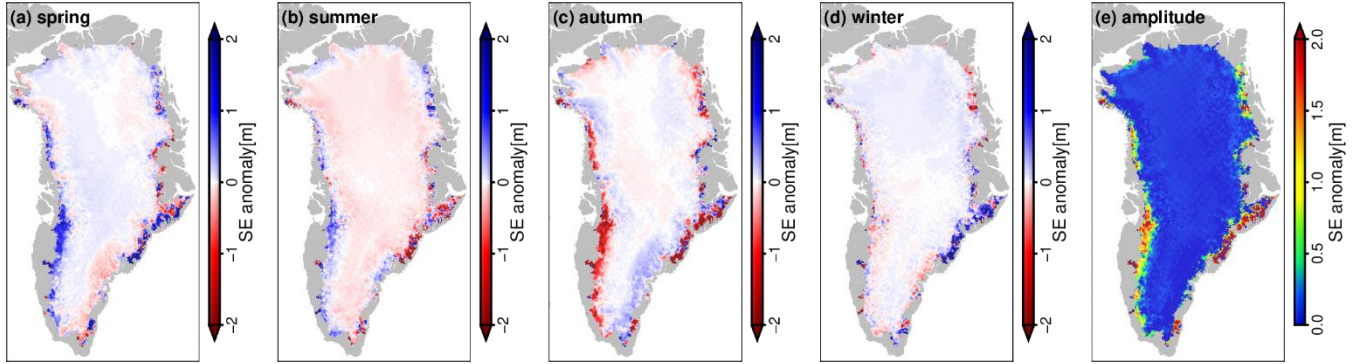 (a) spring
2
1
0
−1
−2
SE anomaly[m]
(b) summer
2
1
0
−1
−2
SE anomaly[m]
(c) autumn
2
1
0
−1
−2
SE anomaly[m]
(d) winter
2
1
0
−1
−2
SE anomaly[m]
(e) amplitude
2.0
1.5
1.0
0.5
0.0
SE anomaly[m]